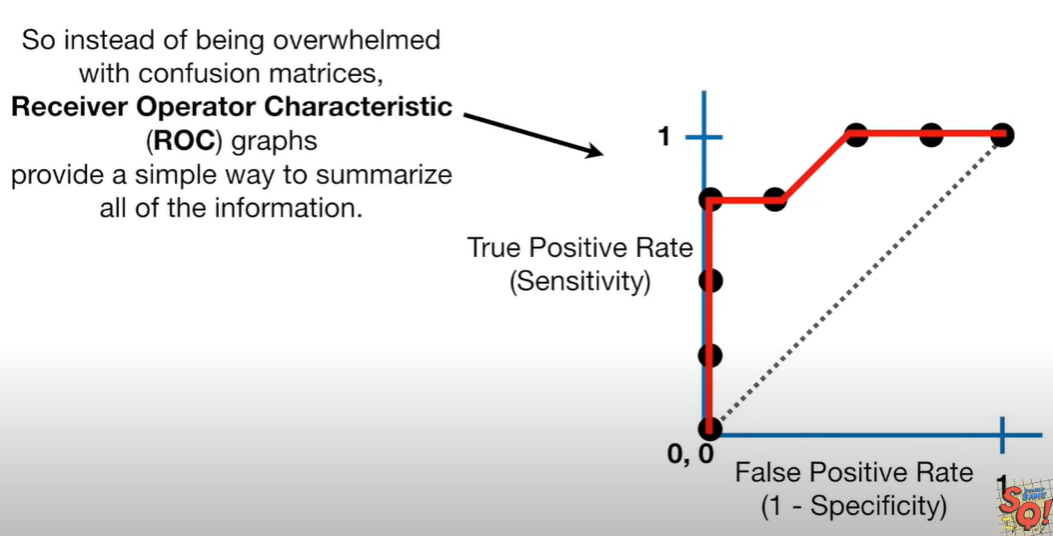 So instead of being overwhelmed
with confusion matrices,
Receiver Operator Characteristic
(ROC) graphs
provide a simple way to summarize
all of the information.
1
True Positive Rate
(Sensitivity)
0, 0
False Positive Rate
(1 - Specificity)
1
SQ!